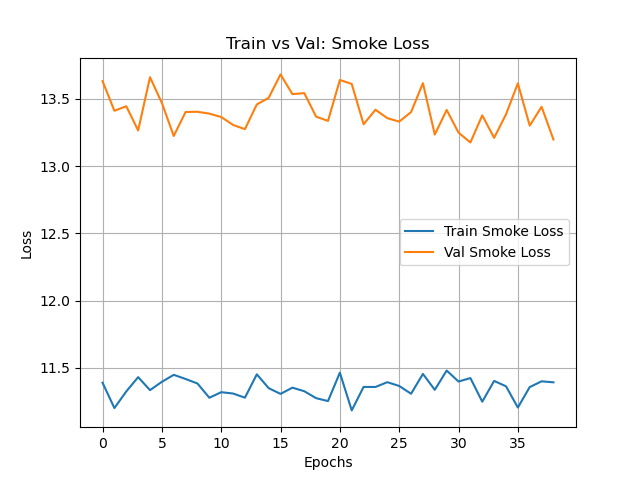 Train vs Val: Smoke Loss
13.5
13.0
12.5
12.0
11.5
Loss
Train Smoke Loss
Val Smoke Loss
0 5 10 15 20 25 30 35
Epochs